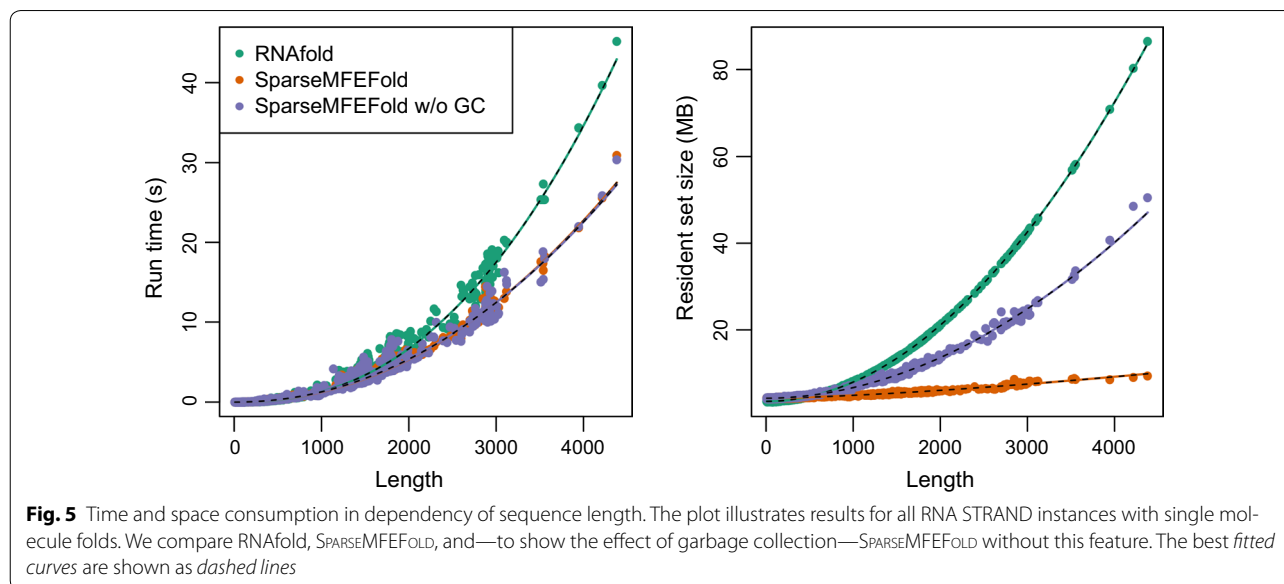 RNAfold
SparseMFEFold
SparseMFEFold w/o GC
Run time (s)
40
30
20
10
0
0 1000 2000 3000 4000
Length
Resident set size (MB)
80
60
40
20
0 1000 2000 3000 4000
Length
Fig. 5 Time and space consumption in dependency of sequence length. The plot illustrates results for all RNA STRAND instances with single mol-
ecule folds. We compare RNAfold, SPARSEMFEFOLD, and—to show the effect of garbage collection—SPARSEMFEFOLD without this feature. The best fitted
curves are shown as dashed lines